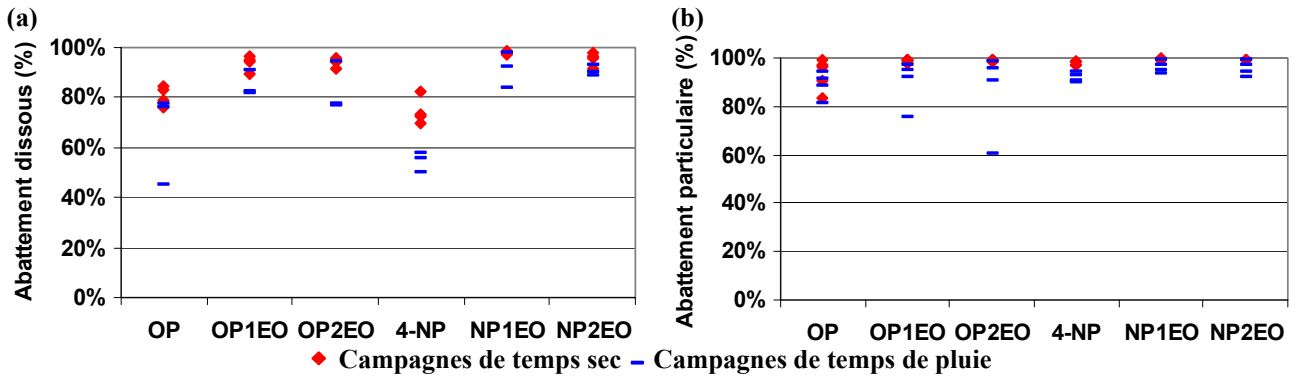 (a)
Abattement dissous (%)
100%
80%
60%
40%
20%
0%
OP OP1EO OP2EO 4-NP NP1EO NP2EO
(b)
Abattement particulaire (%)
100%
80%
60%
40%
20%
0%
OP OP1EO OP2EO 4-NP NP1EO NP2EO
Campagnes de temps sec Campagnes de temps de pluie